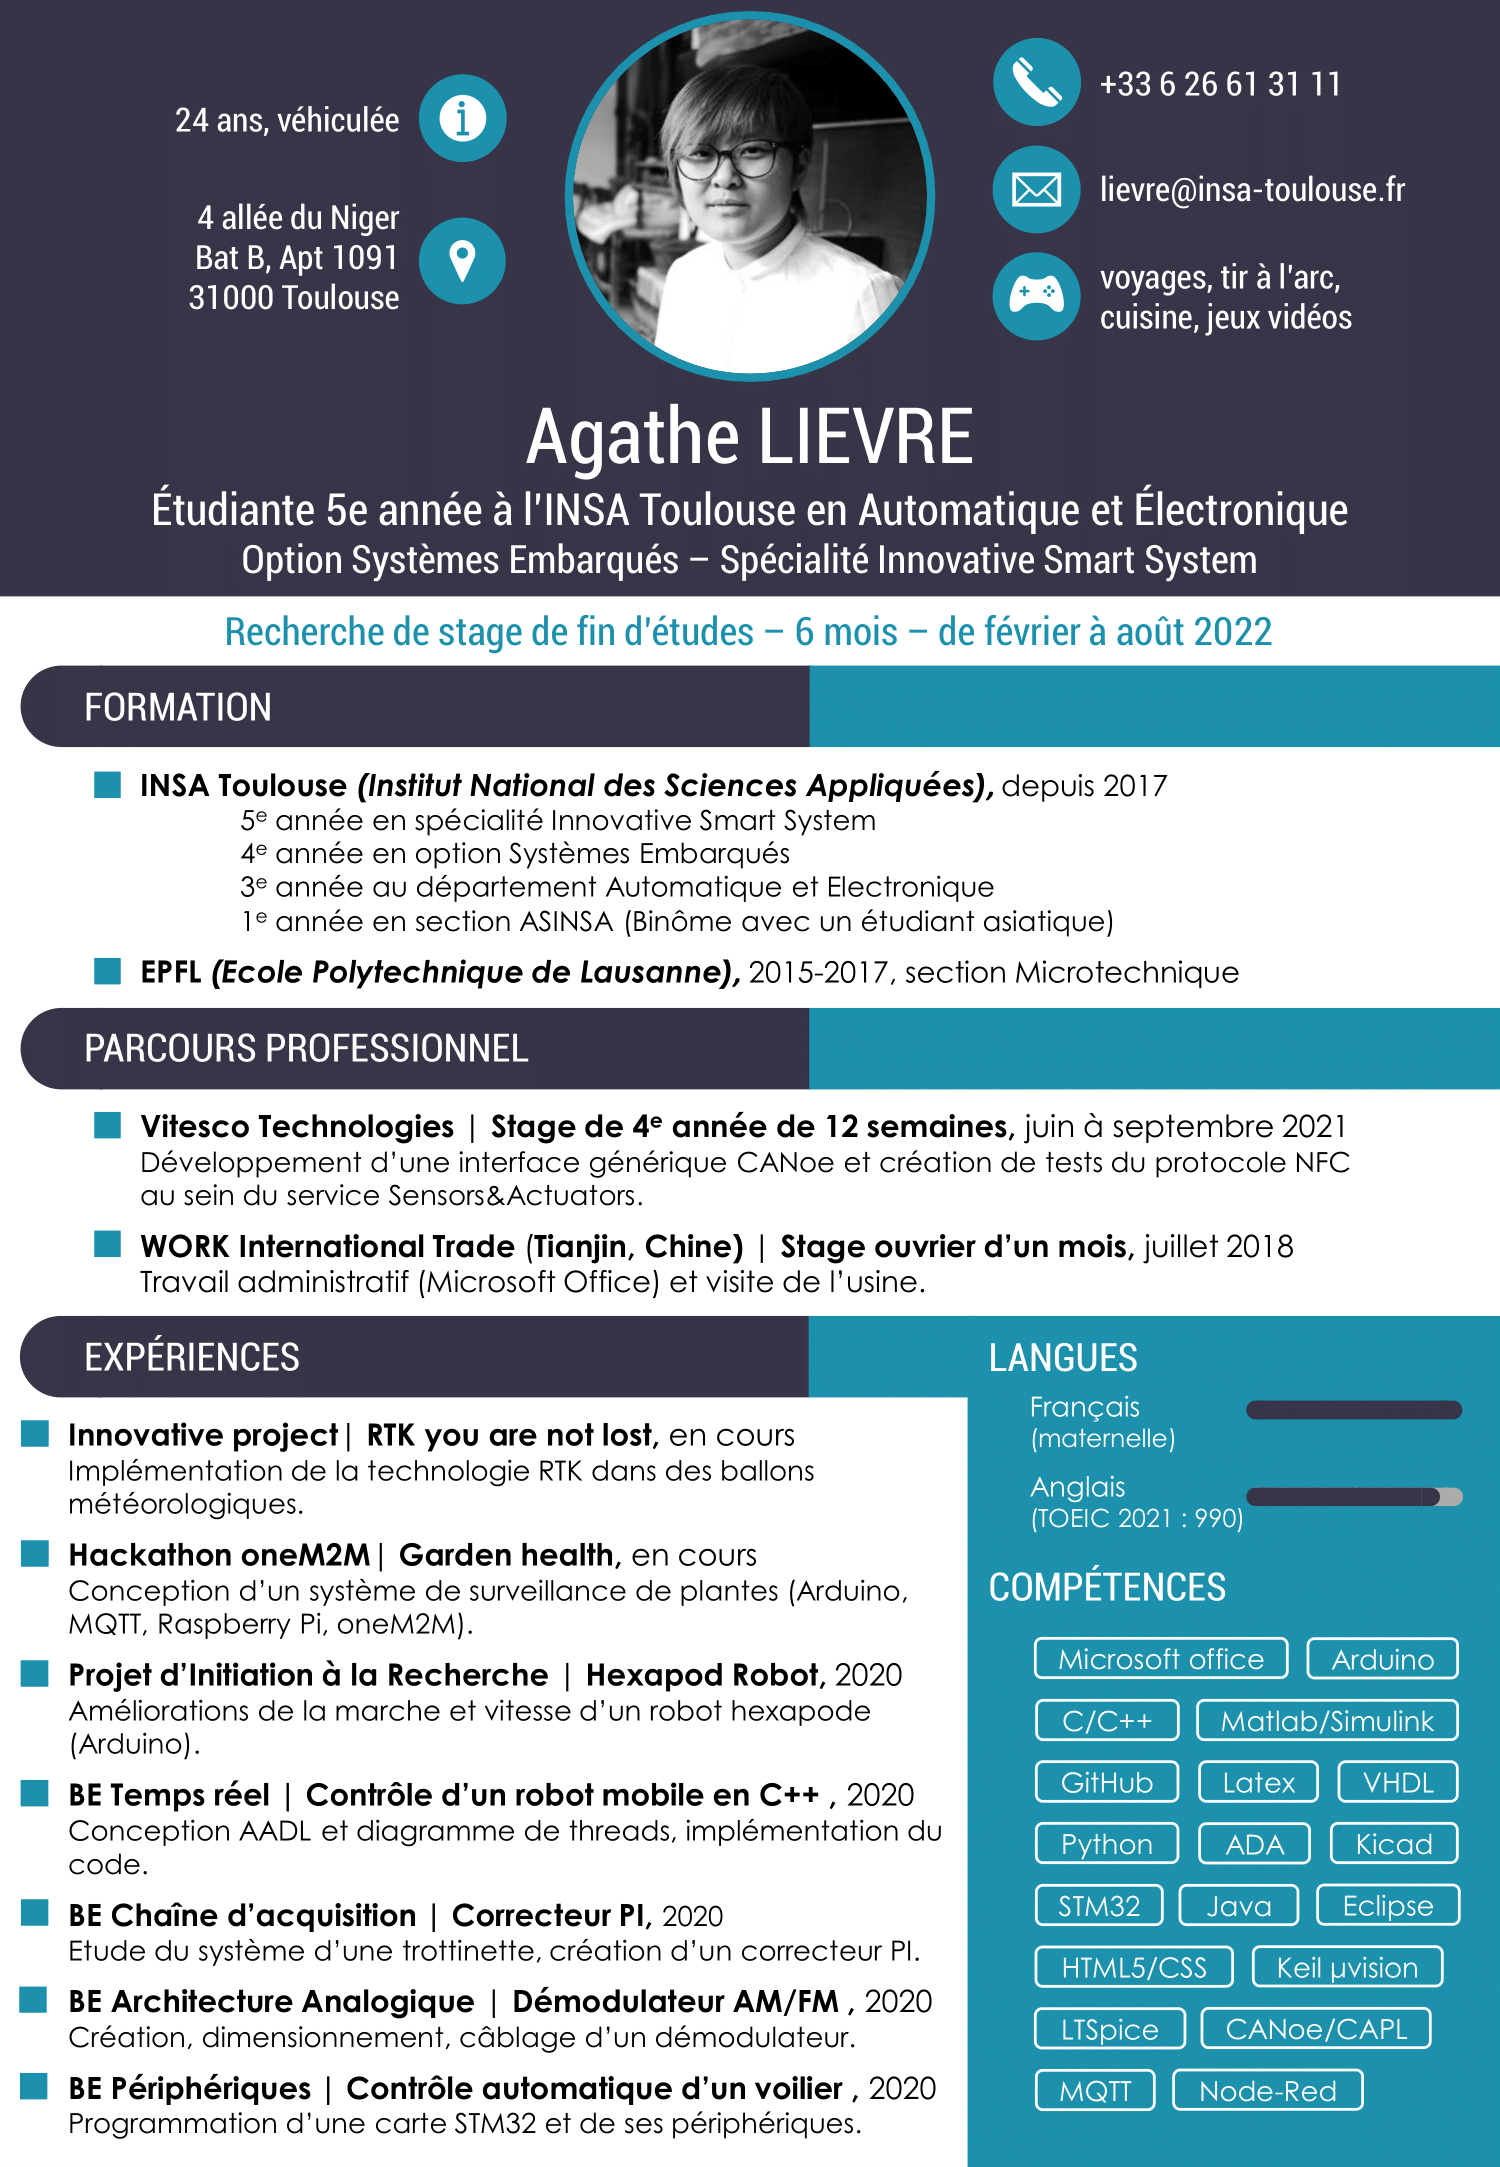 24 ans, véhiculée
4 allée du Niger
Bat B, Apt 1091
31000 Toulouse
+33 6 26 61 31 11
lievre@insa-toulouse.fr
voyages, tir à l'arc,
cuisine, jeux vidéos
Agathe LIEVRE
Étudiante 5e année à l'INSA Toulouse en Automatique et Électronique
Option Systèmes Embarqués – Spécialité Innovative Smart System
Recherche de stage de fin d'études – 6 mois – de février à août 2022
FORMATION
INSA Toulouse (Institut National des Sciences Appliquées), depuis 2017
5e année en spécialité Innovative Smart System
4e année en option Systèmes Embarqués
3e année au département Automatique et Electronique
1e année en section ASINSA (Binôme avec un étudiant asiatique)
EPFL (Ecole Polytechnique de Lausanne), 2015-2017, section Microtechnique
PARCOURS PROFESSIONNEL
Vitesco Technologies | Stage de 4e année de 12 semaines, juin à septembre 2021
Développement d'une interface générique CANoe et création de tests du protocole NFC
au sein du service Sensors&Actuators.
WORK International Trade (Tianjin, Chine) | Stage ouvrier d'un mois, juillet 2018
Travail administratif (Microsoft Office) et visite de l'usine.
EXPÉRIENCES
Innovative project| RTK you are not lost, en cours
Implémentation de la technologie RTK dans des ballons
météorologiques.
Hackathon oneM2M| Garden health, en cours
Conception d'un système de surveillance de plantes (Arduino,
MQTT, Raspberry Pi, oneM2M).
Projet d'Initiation à la Recherche | Hexapod Robot, 2020
Améliorations de la marche et vitesse d'un robot hexapode
(Arduino).
BE Temps réel | Contrôle d'un robot mobile en C++ , 2020
Conception AADL et diagramme de threads, implémentation du
code.
BE Chaîne d'acquisition | Correcteur PI, 2020
Etude du système d'une trottinette, création d'un correcteur PI.
BE Architecture Analogique | Démodulateur AM/FM , 2020
Création, dimensionnement, câblage d'un démodulateur.
BE Périphériques | Contrôle automatique d'un voilier , 2020
Programmation d'une carte STM32 et de ses périphériques.
LANGUES
Français
(maternelle)
Anglais
(TOEIC 2021 : 990)
COMPÉTENCES
Microsoft office Arduino
C/C++ Matlab/Simulink
GitHub Latex VHDL
Python ADA Kicad
STM32 Java Eclipse
HTML5/CSS Keil µvision
LTSpice CANoe/CAPL
MQTT Node-Red